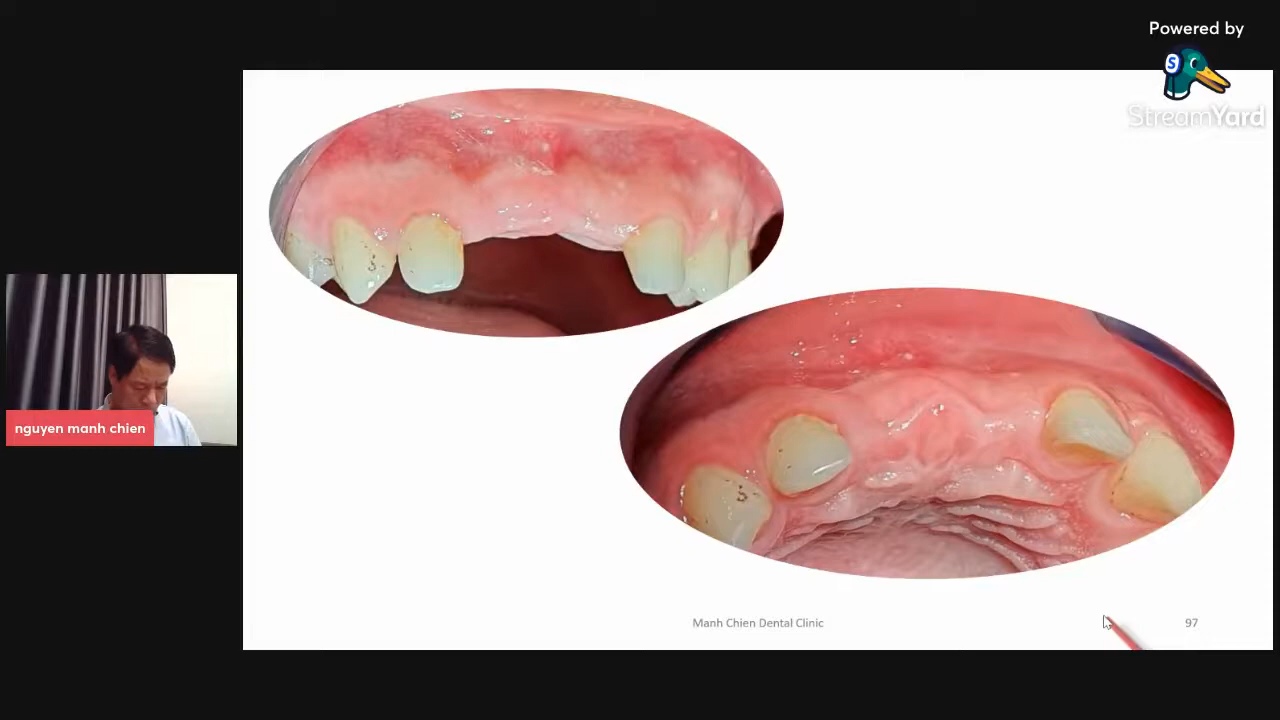 Powered by
S
StreamYard
nguyen manh chien
Manh Chien Dental Clinic
97